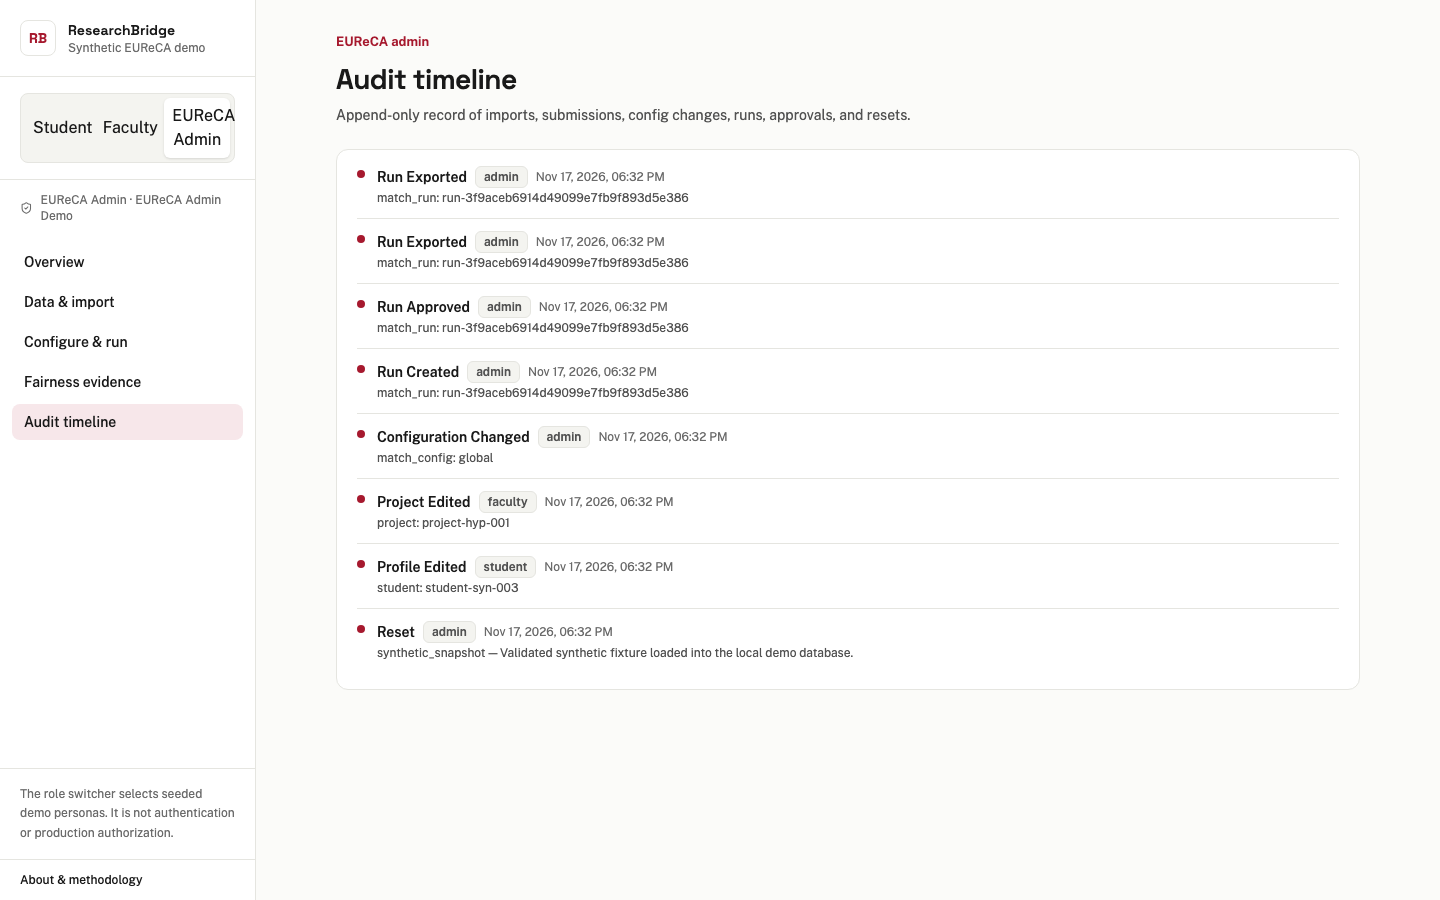 RB
ResearchBridge
Synthetic EUReCA demo
Student
Faculty
EUReCA
Admin
EUReCA Admin · EUReCA Admin
Demo
Overview
Data & import
Configure & run
Fairness evidence
Audit timeline
The role switcher selects seeded
demo personas. It is not authentication
or production authorization.
About & methodology
EUReCA admin
Audit timeline
Append-only record of imports, submissions, config changes, runs, approvals, and resets.
Run Exported admin Nov 17, 2026, 06:32 PM
match_run: run-3f9aceb6914d49099e7fb9f893d5e386
Run Exported admin Nov 17, 2026, 06:32 PM
match_run: run-3f9aceb6914d49099e7fb9f893d5e386
Run Approved admin Nov 17, 2026, 06:32 PM
match_run: run-3f9aceb6914d49099e7fb9f893d5e386
Run Created admin Nov 17, 2026, 06:32 PM
match_run: run-3f9aceb6914d49099e7fb9f893d5e386
Configuration Changed admin Nov 17, 2026, 06:32 PM
match_config: global
Project Edited faculty Nov 17, 2026, 06:32 PM
project: project-hyp-001
Profile Edited student Nov 17, 2026, 06:32 PM
student: student-syn-003
Reset admin Nov 17, 2026, 06:32 PM
synthetic_snapshot — Validated synthetic fixture loaded into the local demo database.